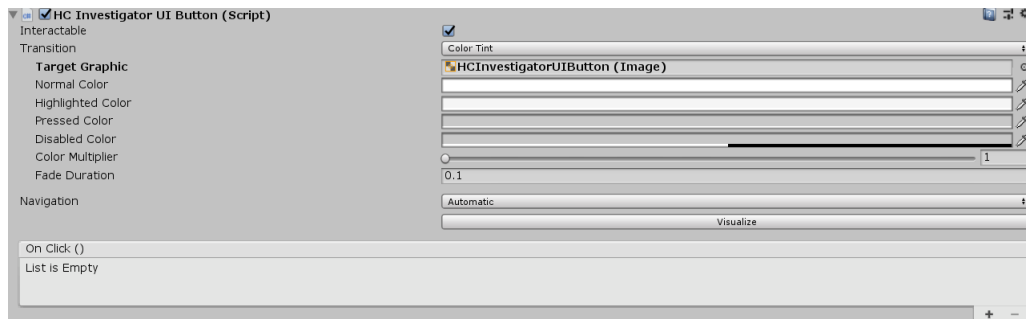 HC Investigator UI Button (Script)
Interactable
Transition Color Tint
Target Graphic HCInvestigatorUIButton (Image)
Normal Color
Highlighted Color
Pressed Color
Disabled Color
Color Multiplier 1
Fade Duration 0.1
Navigation Automatic
Visualize
On Click ()
List is Empty
+ −